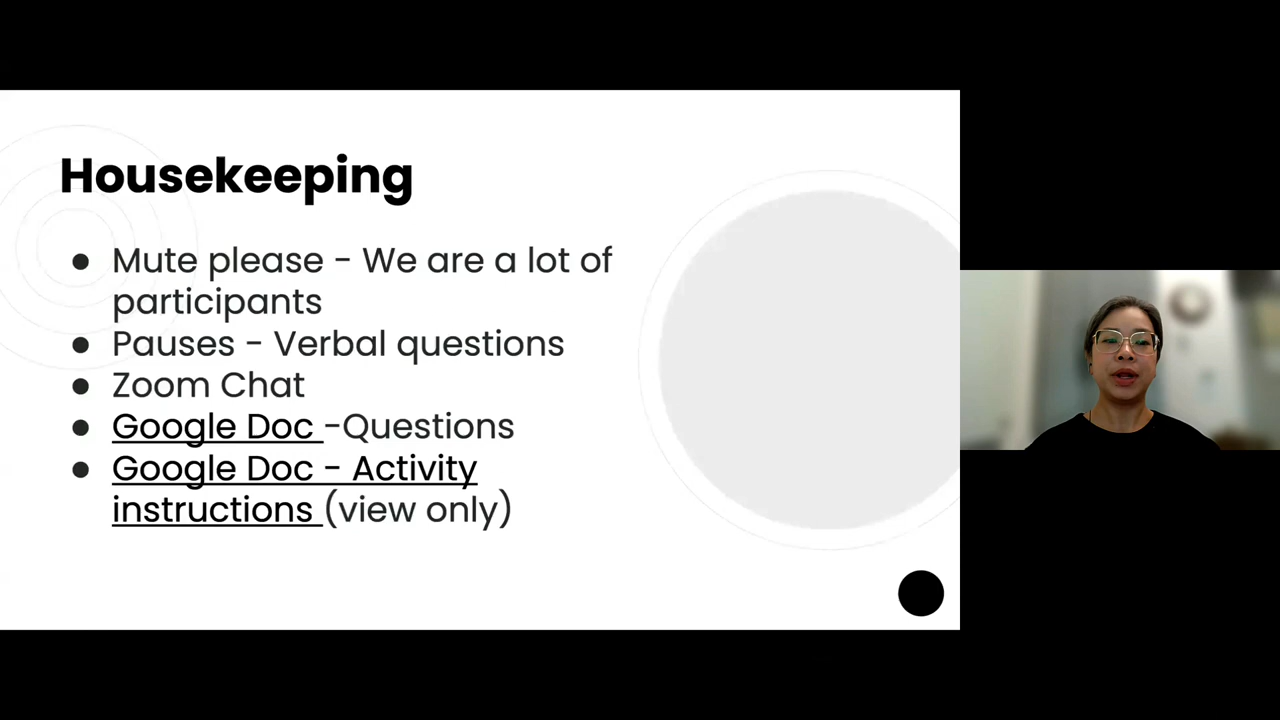 Housekeeping
● Mute please - We are a lot of
participants
● Pauses - Verbal questions
● Zoom Chat
● Google Doc -Questions
● Google Doc - Activity
instructions (view only)